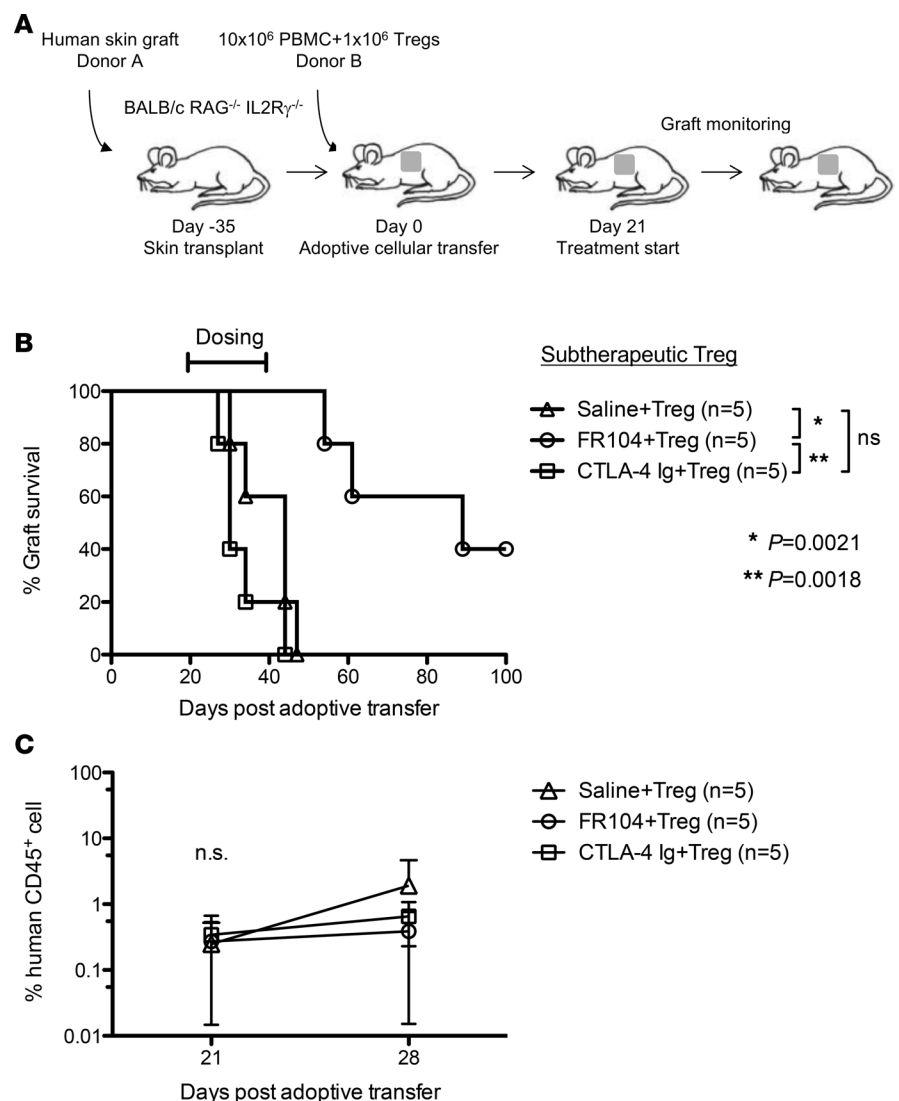 A
Human skin graft
Donor A
10x10⁶ PBMC+1x10⁶ Tregs
Donor B
BALB/c RAG⁻/⁻ IL2Rγ⁻/⁻
Graft monitoring
Day -35
Skin transplant
Day 0
Adoptive cellular transfer
Day 21
Treatment start
B
Dosing
Subtherapeutic Treg
Saline+Treg (n=5)
FR104+Treg (n=5)
CTLA-4 Ig+Treg (n=5)
*
**
ns
* P=0.0021
** P=0.0018
% Graft survival
100
80
60
40
20
0
0 20 40 60 80 100
Days post adoptive transfer
C
% human CD45⁺ cell
100
10
1
0.1
0.01
n.s.
21 28
Days post adoptive transfer
Saline+Treg (n=5)
FR104+Treg (n=5)
CTLA-4 Ig+Treg (n=5)